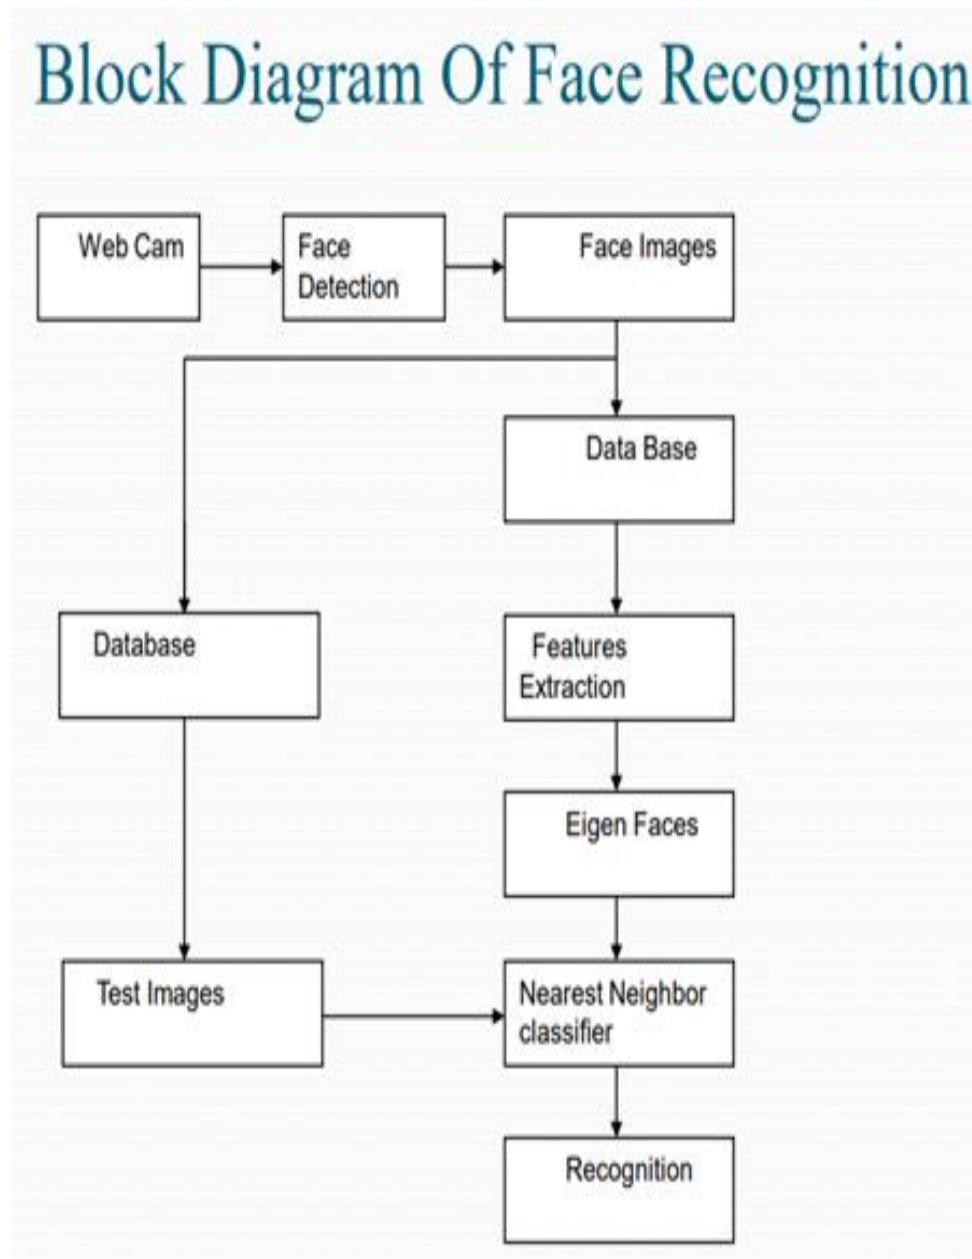 Block Diagram Of Face Recognition
Web Cam
Face
Detection
Face Images
Data Base
Database
Features
Extraction
Eigen Faces
Test Images
Nearest Neighbor
classifier
Recognition